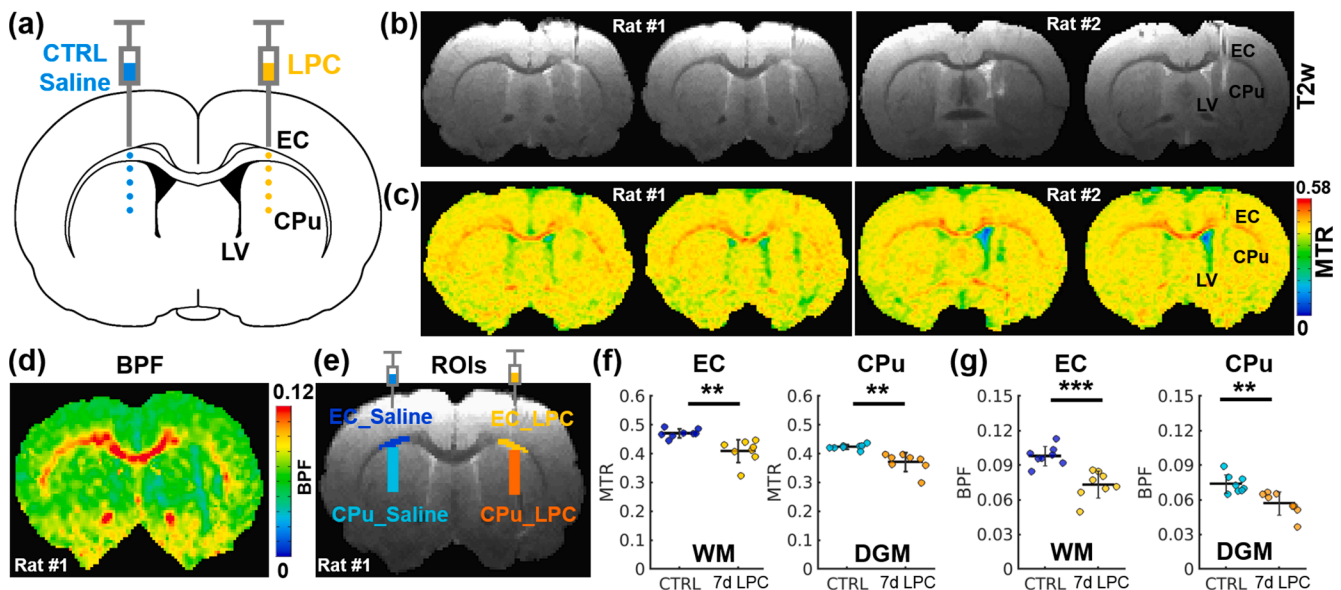 (a)
CTRL
Saline
LPC
EC
CPu
LV
(b)
Rat #1
Rat #2
EC
CPu
LV
T2w
(c)
Rat #1
Rat #2
EC
CPu
LV
0.58
MTR
0
(d)
BPF
Rat #1
0.12
BPF
0
(e)
ROIs
EC_Saline
EC_LPC
CPu_Saline
CPu_LPC
Rat #1
(f)
EC
**
0.6
0.5
0.4
0.3
0.2
0.1
0
MTR
WM
CTRL
7d LPC
CPu
**
0.6
0.5
0.4
0.3
0.2
0.1
0
MTR
DGM
CTRL
7d LPC
(g)
EC
***
0.15
0.12
0.09
0.06
0.03
0
BPF
WM
CTRL
7d LPC
CPu
**
0.15
0.12
0.09
0.06
0.03
0
BPF
DGM
CTRL
7d LPC